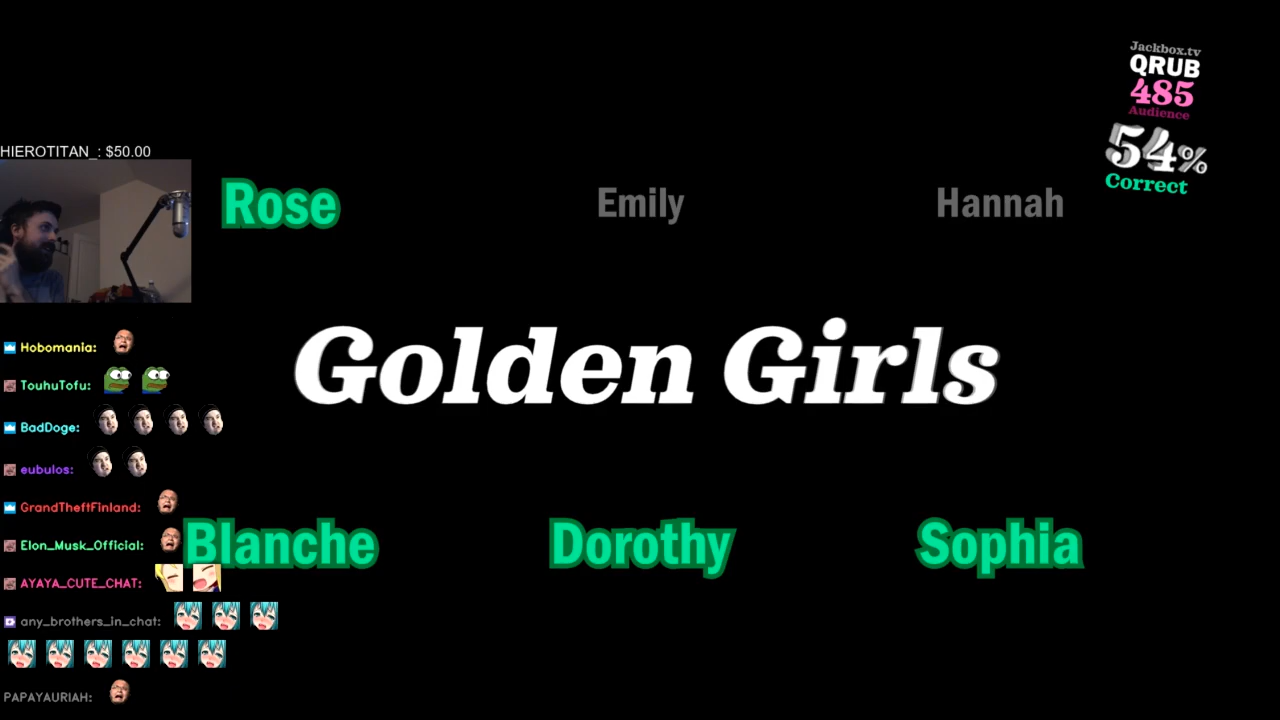 Jackbox.tv
QRUB
485
Audience
54%
Correct
HIEROTITAN_: $50.00
Rose
Emily
Hannah
Golden Girls
Blanche
Dorothy
Sophia
Hobomania:
TouhuTofu:
BadDoge:
eubulos:
GrandTheftFinland:
Elon_Musk_Official:
AYAYA_CUTE_CHAT:
any_brothers_in_chat:
PAPAYAURIAH: